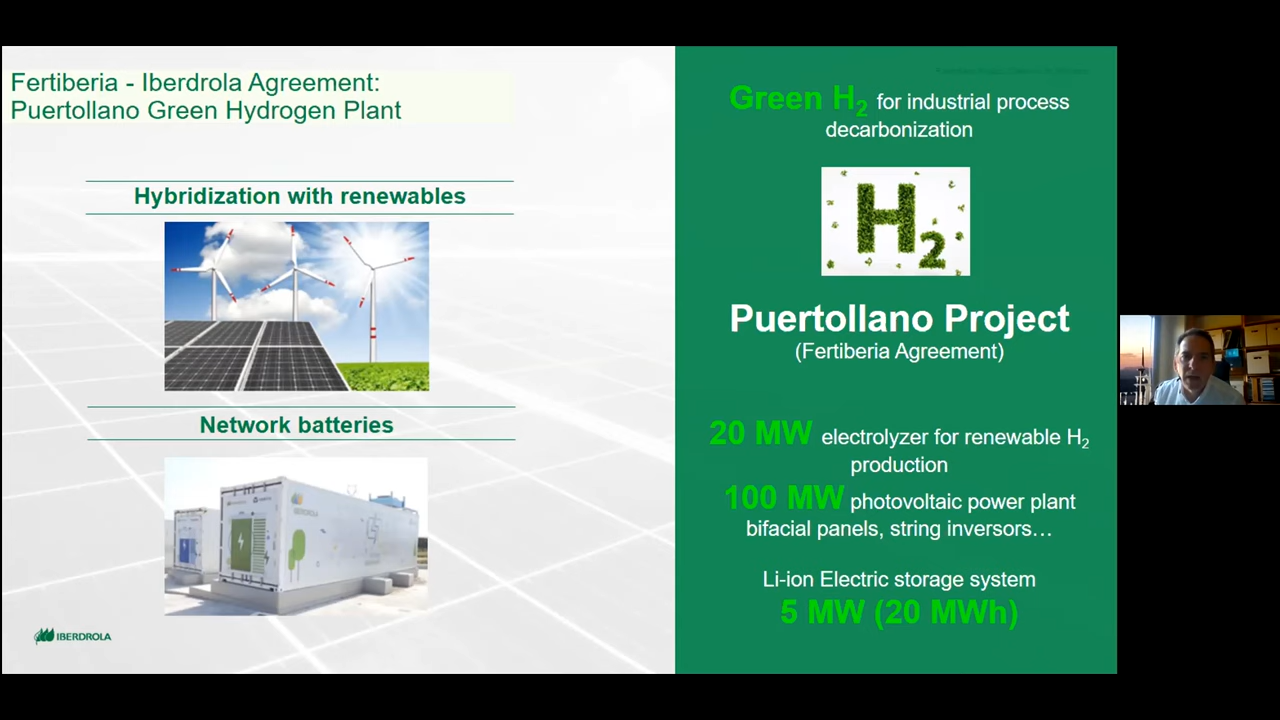 Fertiberia - Iberdrola Agreement:
Puertollano Green Hydrogen Plant
Hybridization with renewables
Network batteries
IBERDROLA
IBERDROLA
Green H₂ for industrial process
decarbonization
H₂
Puertollano Project
(Fertiberia Agreement)
20 MW electrolyzer for renewable H₂
production
100 MW photovoltaic power plant
bifacial panels, string inversors…
Li-ion Electric storage system
5 MW (20 MWh)